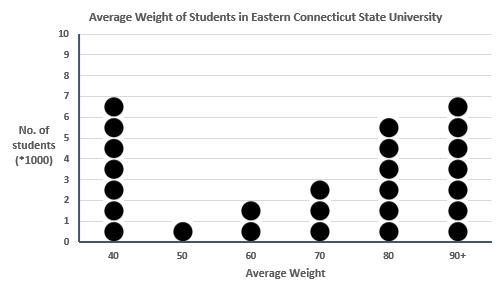 Average Weight of Students in Eastern Connecticut State University
10
9
8
7
6
5
4
3
2
1
0
No. of
students
(*1000)
40 50 60 70 80 90+
Average Weight